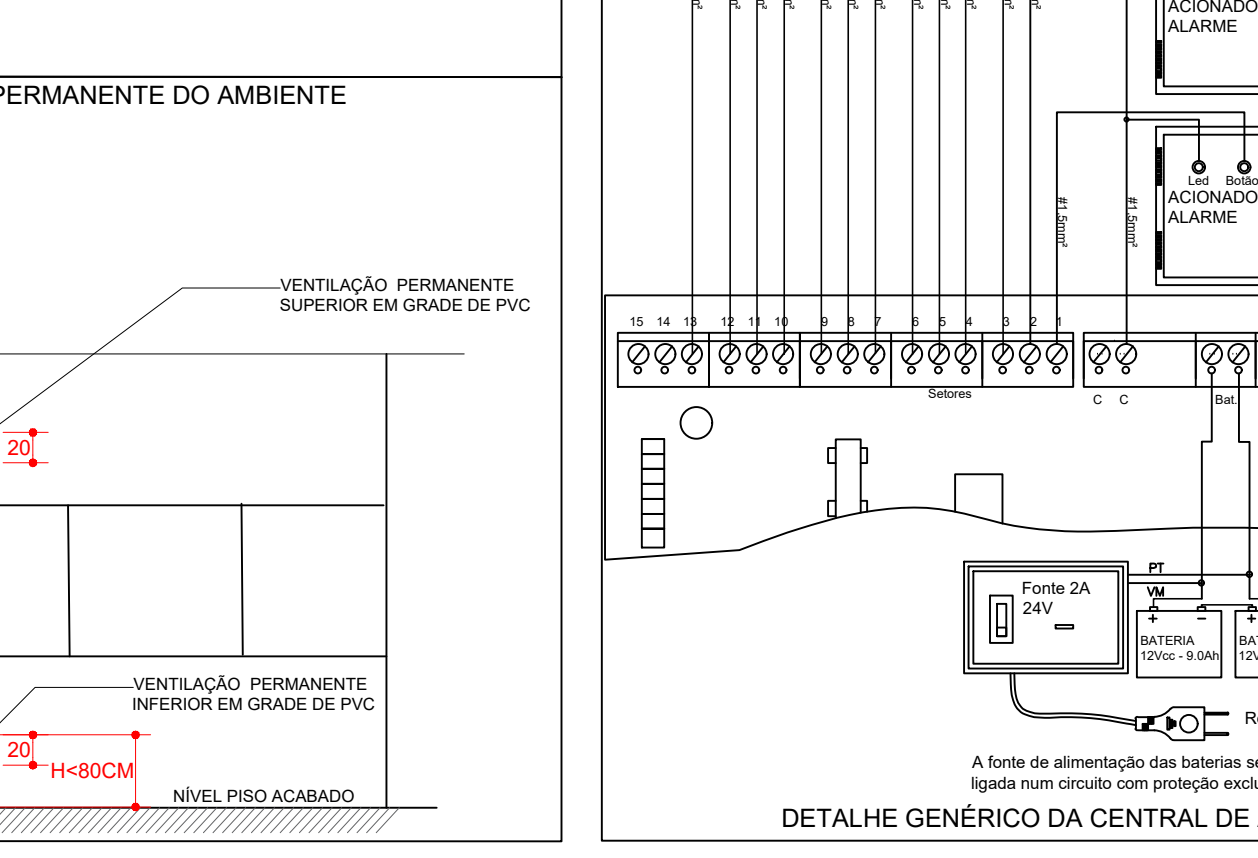 PERMANENTE DO AMBIENTE
VENTILAÇÃO PERMANENTE
SUPERIOR EM GRADE DE PVC
20
VENTILAÇÃO PERMANENTE
INFERIOR EM GRADE DE PVC
20
H<80CM
NÍVEL PISO ACABADO
ACIONADO
ALARME
Led Botão
ACIONADO
ALARME
#1.5mm²
#1.5mm²
15 14 13 12 11 10 9 8 7 6 5 4 3 2 1
Setores
C C
Bat.
PT
VM
Fonte 2A
24V
+ - +
BATERIA
12Vcc - 9.0Ah
A fonte de alimentação das baterias
ligada num circuito com proteção
DETALHE GENÉRICO DA CENTRAL DE